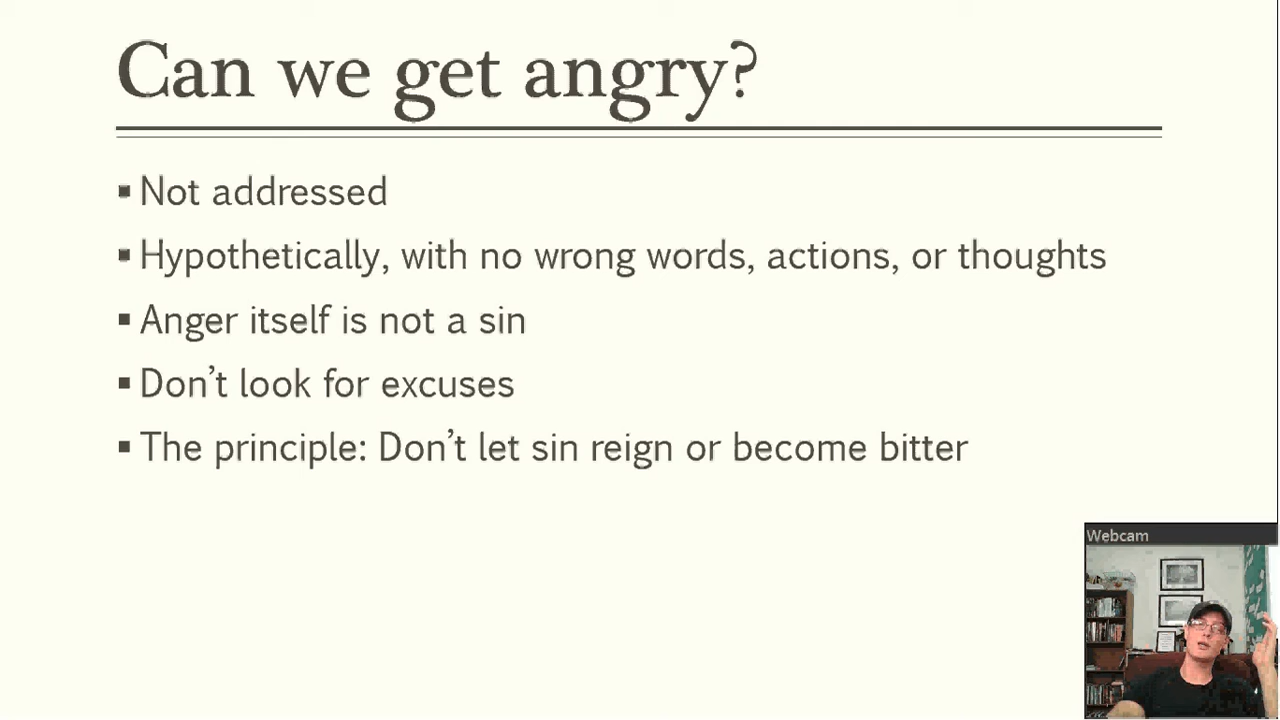 Can we get angry?
▪ Not addressed
▪ Hypothetically, with no wrong words, actions, or thoughts
▪ Anger itself is not a sin
▪ Don’t look for excuses
▪ The principle: Don’t let sin reign or become bitter
Webcam